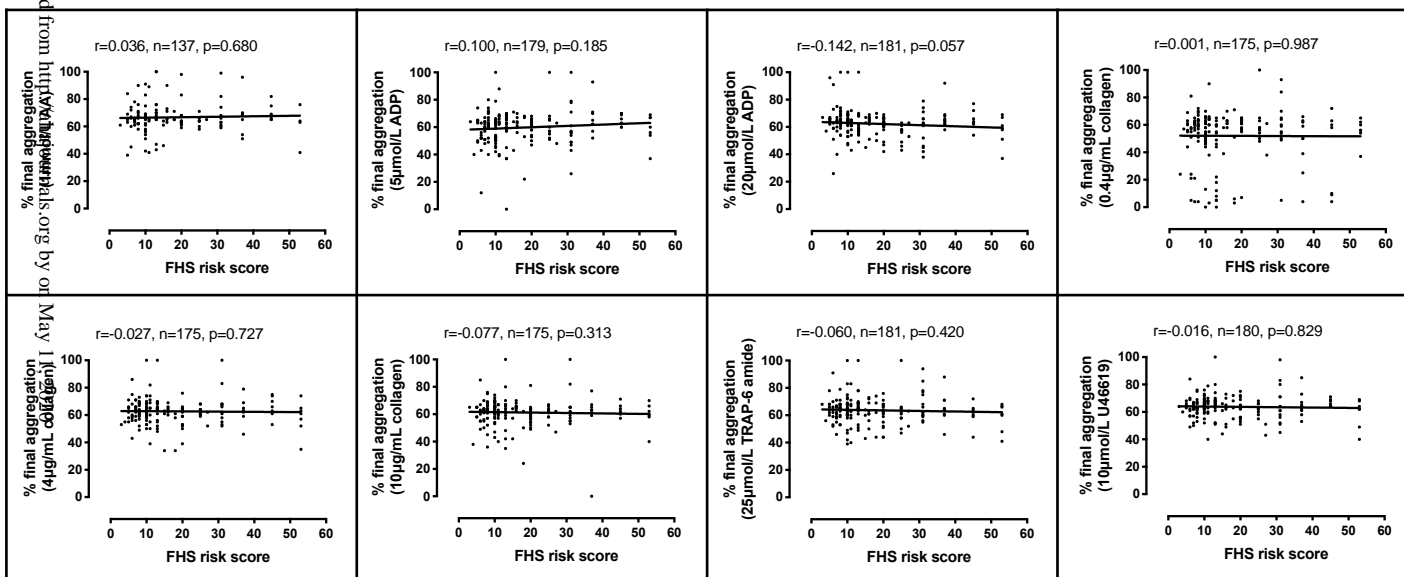 d from http
r=0.036, n=137, p=0.680
% final aggregation
100
80
60
40
20
0
0 10 20 30 40 50 60
FHS risk score
r=0.100, n=179, p=0.185
% final aggregation
(5μmol/L ADP)
100
80
60
40
20
0
0 10 20 30 40 50 60
FHS risk score
r=-0.142, n=181, p=0.057
% final aggregation
(20μmol/L ADP)
100
80
60
40
20
0
0 10 20 30 40 50 60
FHS risk score
r=0.001, n=175, p=0.987
% final aggregation
(0.4μg/mL collagen)
100
80
60
40
20
0
0 10 20 30 40 50 60
FHS risk score
by on May 1
r=-0.027, n=175, p=0.727
% final aggregation
(4μg/mL collagen)
100
80
60
40
20
0
0 10 20 30 40 50 60
FHS risk score
r=-0.077, n=175, p=0.313
% final aggregation
(10μg/mL collagen)
100
80
60
40
20
0
0 10 20 30 40 50 60
FHS risk score
r=-0.060, n=181, p=0.420
% final aggregation
(25μmol/L TRAP-6 amide)
100
80
60
40
20
0
0 10 20 30 40 50 60
FHS risk score
r=-0.016, n=180, p=0.829
% final aggregation
(10μmol/L U46619)
100
80
60
40
20
0
0 10 20 30 40 50 60
FHS risk score